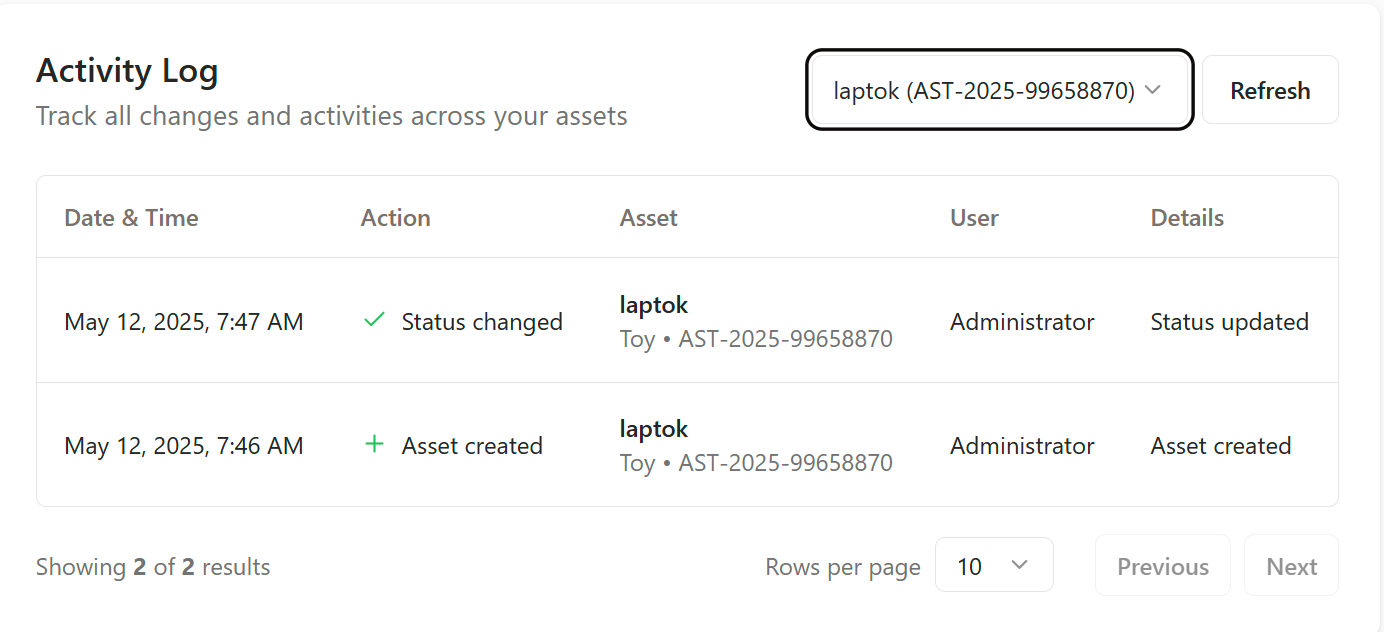 Activity Log
Track all changes and activities across your assets
laptok (AST-2025-99658870)
Refresh
Date & Time Action Asset User Details
May 12, 2025, 7:47 AM Status changed laptok Administrator Status updated
Toy • AST-2025-99658870
May 12, 2025, 7:46 AM Asset created laptok Administrator Asset created
Toy • AST-2025-99658870
Showing 2 of 2 results Rows per page 10 Previous Next